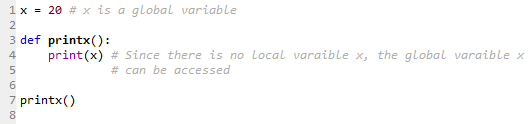 1 x = 20 # x is a global variable
2
3 def printx():
4     print(x) # Since there is no local varaible x, the global varaible x
5              # can be accessed
6
7 printx()
8